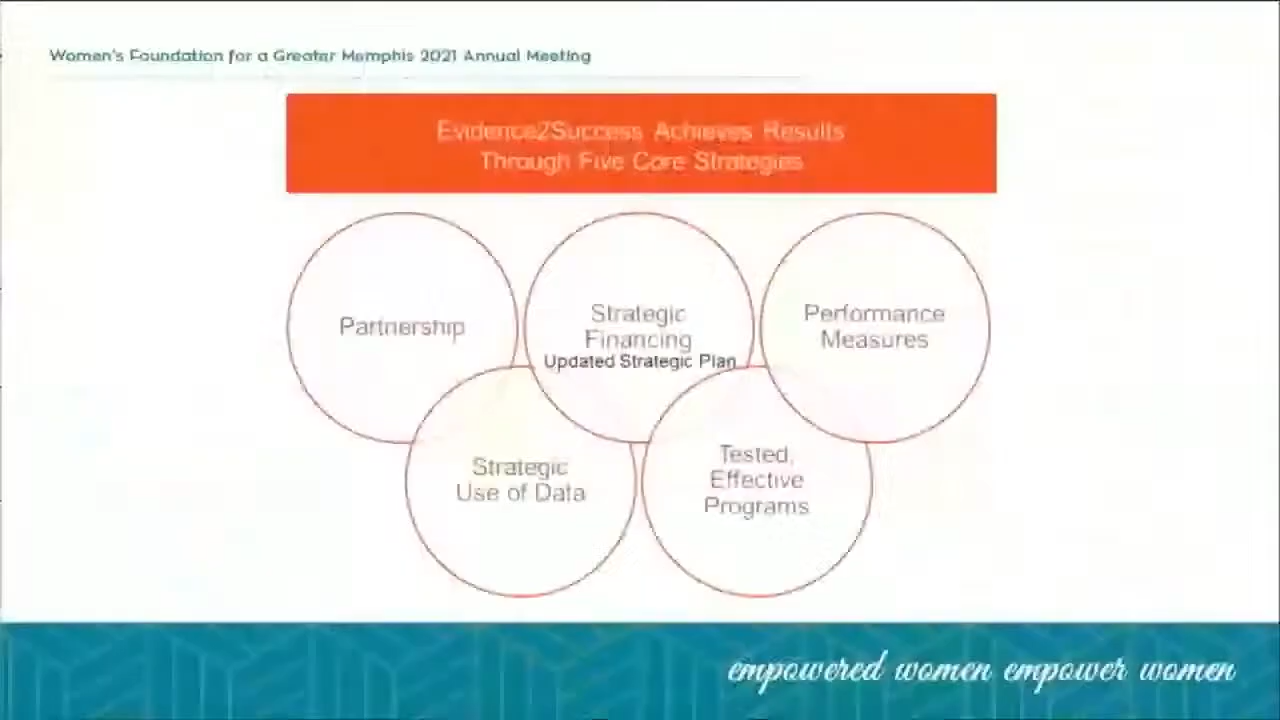 Women's Foundation for a Greater Memphis 2021 Annual Meeting
Evidence2Success Achieves Results
Through Five Core Strategies
Partnership
Strategic
Financing
Updated Strategic Plan
Performance
Measures
Strategic
Use of Data
Tested,
Effective
Programs
empowered women empower women